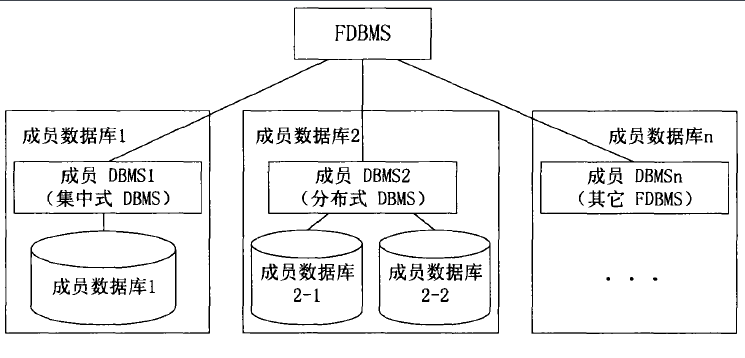 FDBMS
成员数据库1
成员 DBMS1
（集中式 DBMS）
成员数据库1
成员数据库2
成员 DBMS2
（分布式 DBMS）
成员数据库
2-1
成员数据库
2-2
成员数据库n
成员 DBMSn
（其它 FDBMS）
. . .